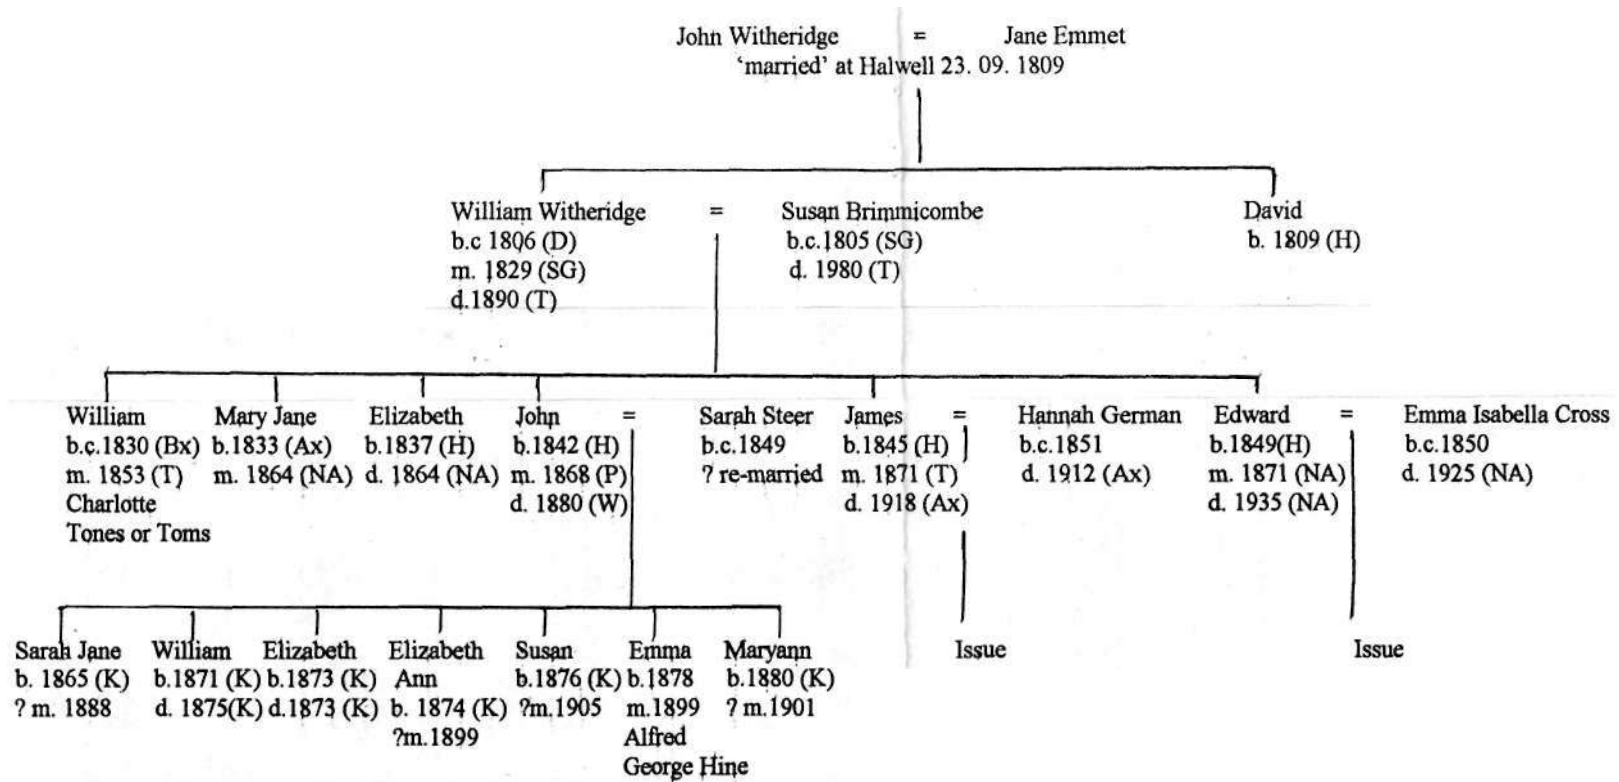 John Witheridge = Jane Emmet
‘married’ at Halwell 23. 09. 1809
William Witheridge = Susan Brimmicombe David
b.c 1806 (D) b.c.1805 (SG) b. 1809 (H)
m. 1829 (SG) d. 1980 (T)
d.1890 (T)
William Mary Jane Elizabeth John = Sarah Steer James = Hannah German Edward = Emma Isabella Cross
b.c.1830 (Bx) b.1833 (Ax) b.1837 (H) b.1842 (H) b.c.1849 b.1845 (H) b.c.1851 b.1849(H) b.c.1850
m. 1853 (T) m. 1864 (NA) d. 1864 (NA) m. 1868 (P) ? re-married m. 1871 (T) d. 1912 (Ax) m. 1871 (NA) d. 1925 (NA)
Charlotte d. 1880 (W) d. 1918 (Ax) d. 1935 (NA)
Tones or Toms
Sarah Jane William Elizabeth Elizabeth Susan Emma Maryann Issue Issue
b. 1865 (K) b.1871 (K) b.1873 (K) Ann b.1876 (K) b.1878 b.1880 (K)
? m. 1888 d. 1875(K) d.1873 (K) b. 1874 (K) ?m.1905 m.1899 ? m.1901
?m.1899 Alfred
George Hine